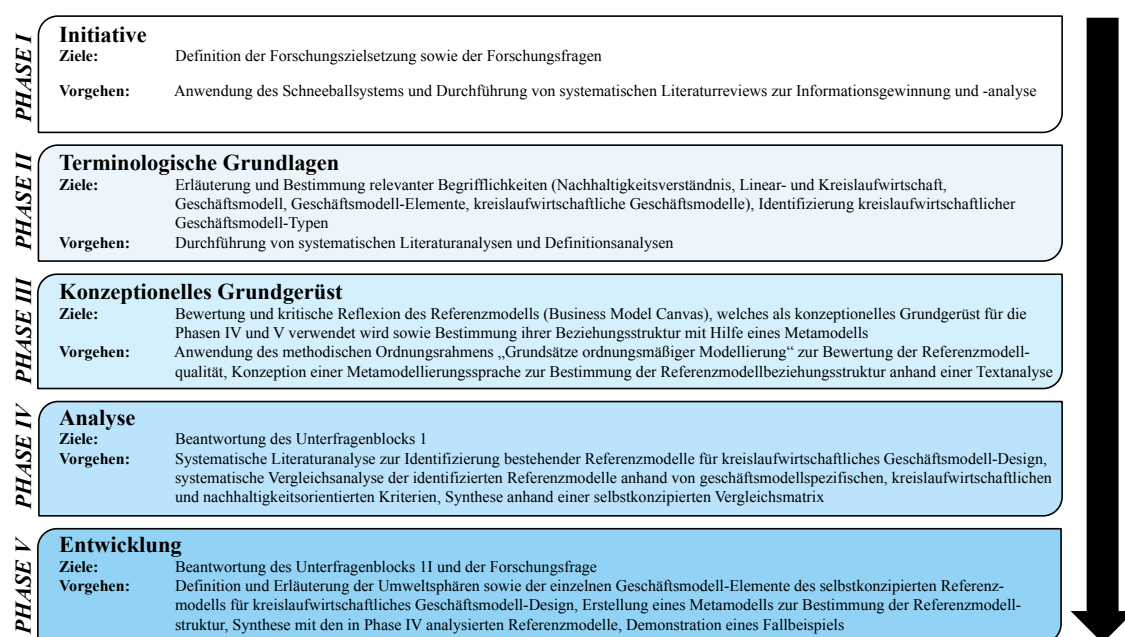 PHASE I
Initiative
Ziele: Definition der Forschungszielsetzung sowie der Forschungsfragen
Vorgehen: Anwendung des Schneeballsystems und Durchführung von systematischen Literaturreviews zur Informationsgewinnung und -analyse
PHASE II
Terminologische Grundlagen
Ziele: Erläuterung und Bestimmung relevanter Begrifflichkeiten (Nachhaltigkeitsverständnis, Linear- und Kreislaufwirtschaft,
Geschäftsmodell, Geschäftsmodell-Elemente, kreislaufwirtschaftliche Geschäftsmodelle), Identifizierung kreislaufwirtschaftlicher
Geschäftsmodell-Typen
Vorgehen: Durchführung von systematischen Literaturanalysen und Definitionsanalysen
PHASE III
Konzeptionelles Grundgerüst
Ziele: Bewertung und kritische Reflexion des Referenzmodells (Business Model Canvas), welches als konzeptionelles Grundgerüst für die
Phasen IV und V verwendet wird sowie Bestimmung ihrer Beziehungsstruktur mit Hilfe eines Metamodells
Vorgehen: Anwendung des methodischen Ordnungsrahmens „Grundsätze ordnungsmäßiger Modellierung“ zur Bewertung der Referenzmodell-
qualität, Konzeption einer Metamodellierungssprache zur Bestimmung der Referenzmodellbeziehungsstruktur anhand einer Textanalyse
PHASE IV
Analyse
Ziele: Beantwortung des Unterfragenblocks 1
Vorgehen: Systematische Literaturanalyse zur Identifizierung bestehender Referenzmodelle für kreislaufwirtschaftliches Geschäftsmodell-Design,
systematische Vergleichsanalyse der identifizierten Referenzmodelle anhand von geschäftsmodellspezifischen, kreislaufwirtschaftlichen
und nachhaltigkeitsorientierten Kriterien, Synthese anhand einer selbstkonzipierten Vergleichsmatrix
PHASE V
Entwicklung
Ziele: Beantwortung des Unterfragenblocks 1I und der Forschungsfrage
Vorgehen: Definition und Erläuterung der Umweltsphären sowie der einzelnen Geschäftsmodell-Elemente des selbstkonzipierten Referenz-
modells für kreislaufwirtschaftliches Geschäftsmodell-Design, Erstellung eines Metamodells zur Bestimmung der Referenzmodell-
struktur, Synthese mit den in Phase IV analysierten Referenzmodelle, Demonstration eines Fallbeispiels